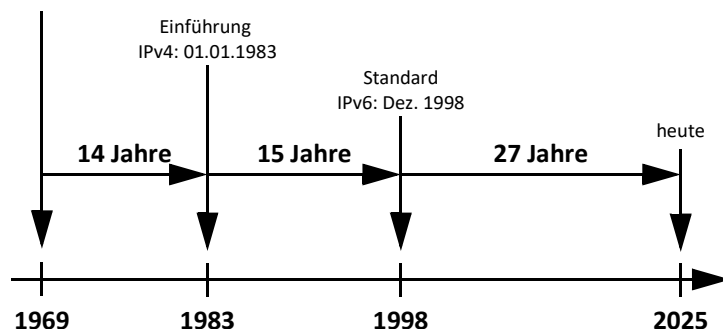 Einführung
IPv4: 01.01.1983
Standard
IPv6: Dez. 1998
heute
14 Jahre
15 Jahre
27 Jahre
1969
1983
1998
2025